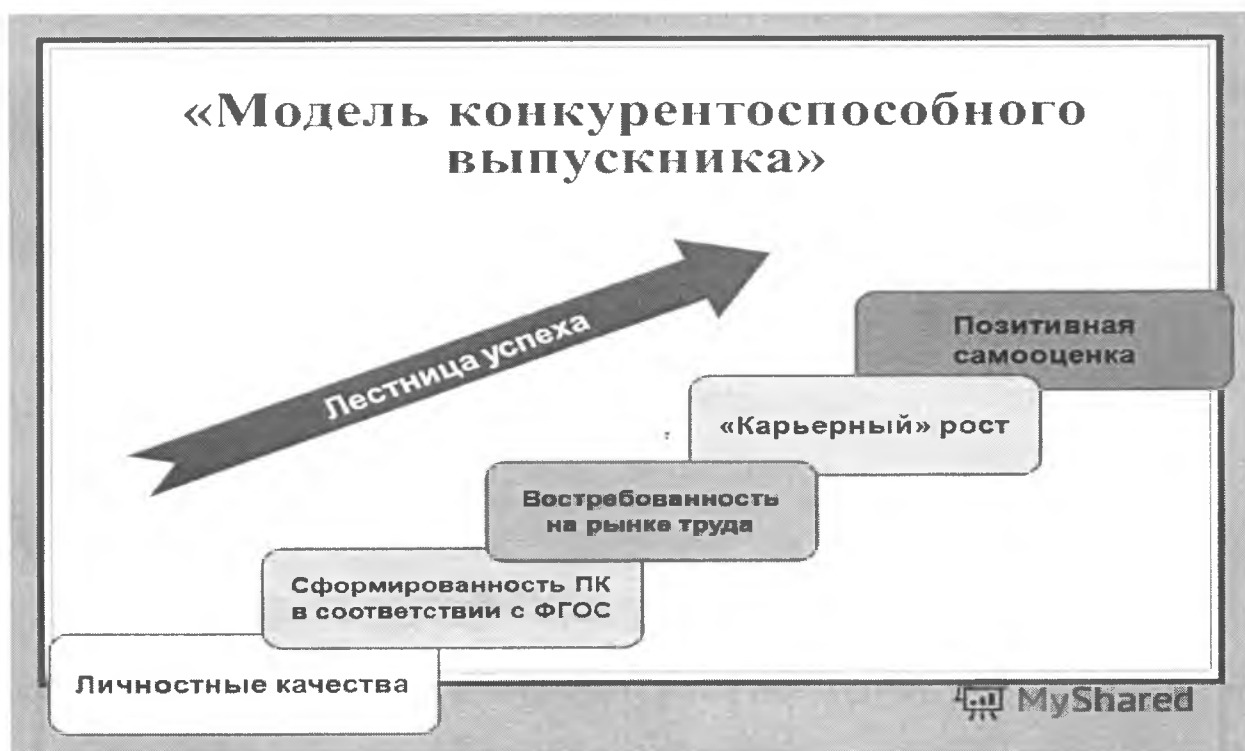 «Модель конкурентоспособного
выпускника»
Лестница успеха
Позитивная
самооценка
«Карьерный» рост
Востребованность
на рынке труда
Сформированность ПК
в соответствии с ФГОС
Личностные качества
MyShared